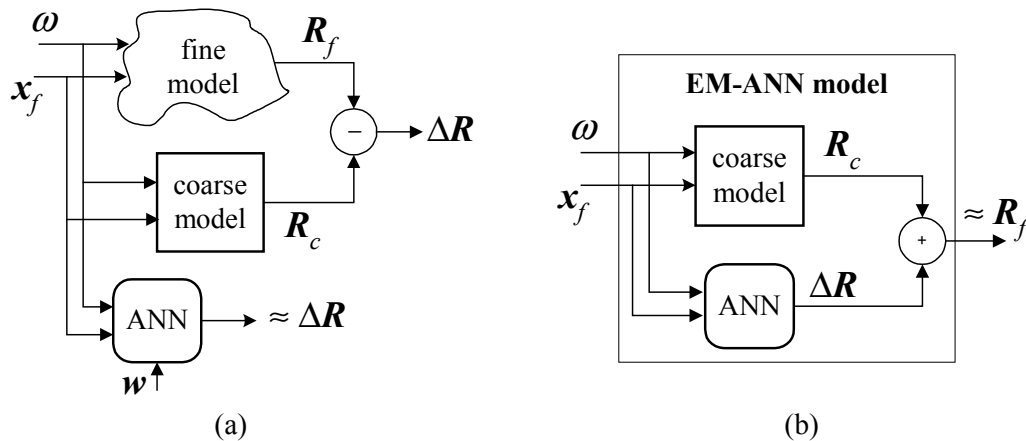 ω
x_f
fine
model
R_f
−
ΔR
coarse
model
R_c
ANN
≈ ΔR
w
(a)
EM-ANN model
ω
x_f
coarse
model
R_c
+
≈ R_f
ANN
ΔR
(b)